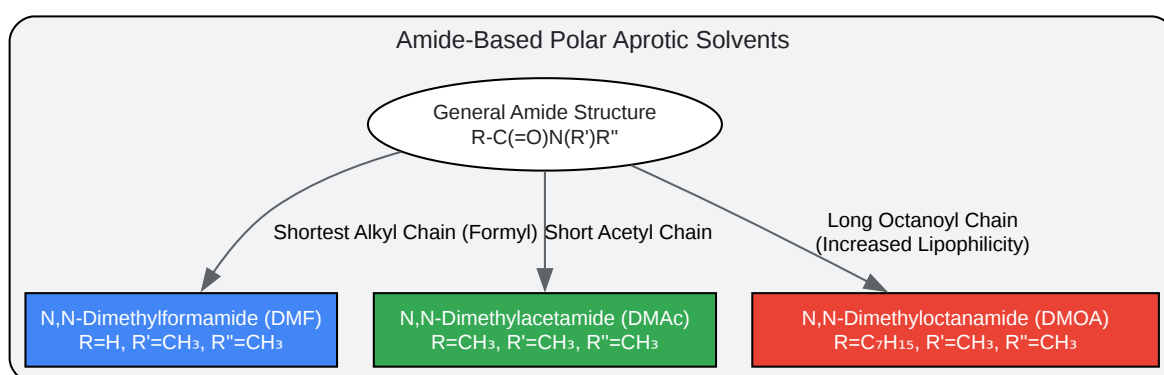 Amide-Based Polar Aprotic Solvents
General Amide Structure
R-C(=O)N(R')R"
Shortest Alkyl Chain (Formyl)
Short Acetyl Chain
Long Octanoyl Chain
(Increased Lipophilicity)
N,N-Dimethylformamide (DMF)
R=H, R'=CH₃, R"=CH₃
N,N-Dimethylacetamide (DMAc)
R=CH₃, R'=CH₃, R"=CH₃
N,N-Dimethyloctanamide (DMOA)
R=C₇H₁₅, R'=CH₃, R"=CH₃